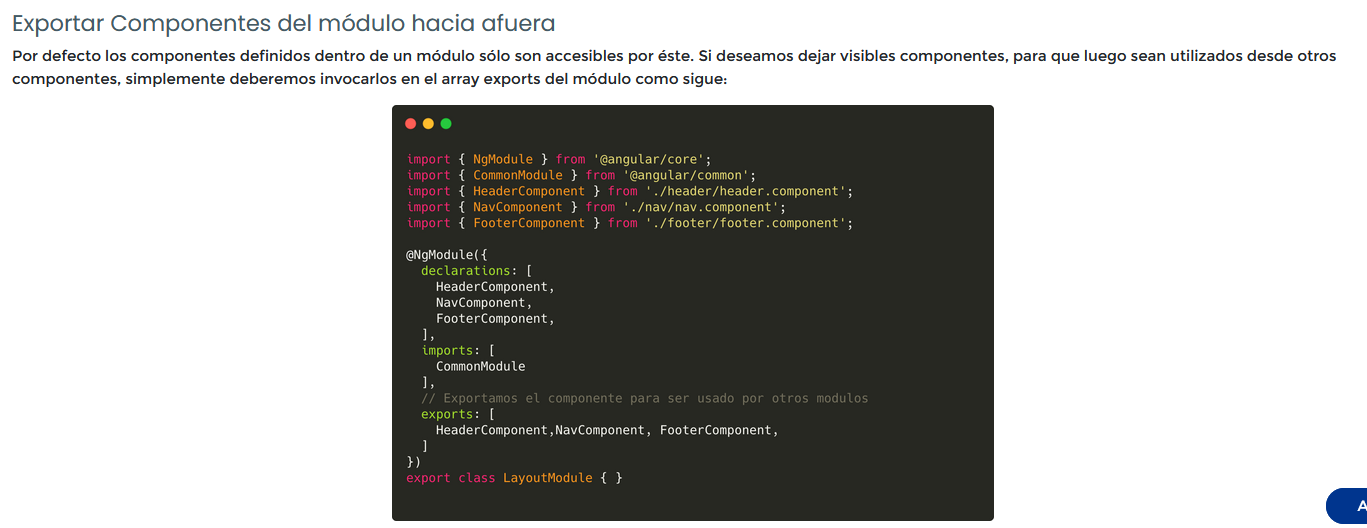 Exportar Componentes del módulo hacia afuera
Por defecto los componentes definidos dentro de un módulo sólo son accesibles por éste. Si deseamos dejar visibles componentes, para que luego sean utilizados desde otros
componentes, simplemente deberemos invocarlos en el array exports del módulo como sigue:
import { NgModule } from '@angular/core';
import { CommonModule } from '@angular/common';
import { HeaderComponent } from './header/header.component';
import { NavComponent } from './nav/nav.component';
import { FooterComponent } from './footer/footer.component';
@NgModule({
  declarations: [
    HeaderComponent,
    NavComponent,
    FooterComponent,
  ],
  imports: [
    CommonModule
  ],
  // Exportamos el componente para ser usado por otros modulos
  exports: [
    HeaderComponent,NavComponent, FooterComponent,
  ]
})
export class LayoutModule { }